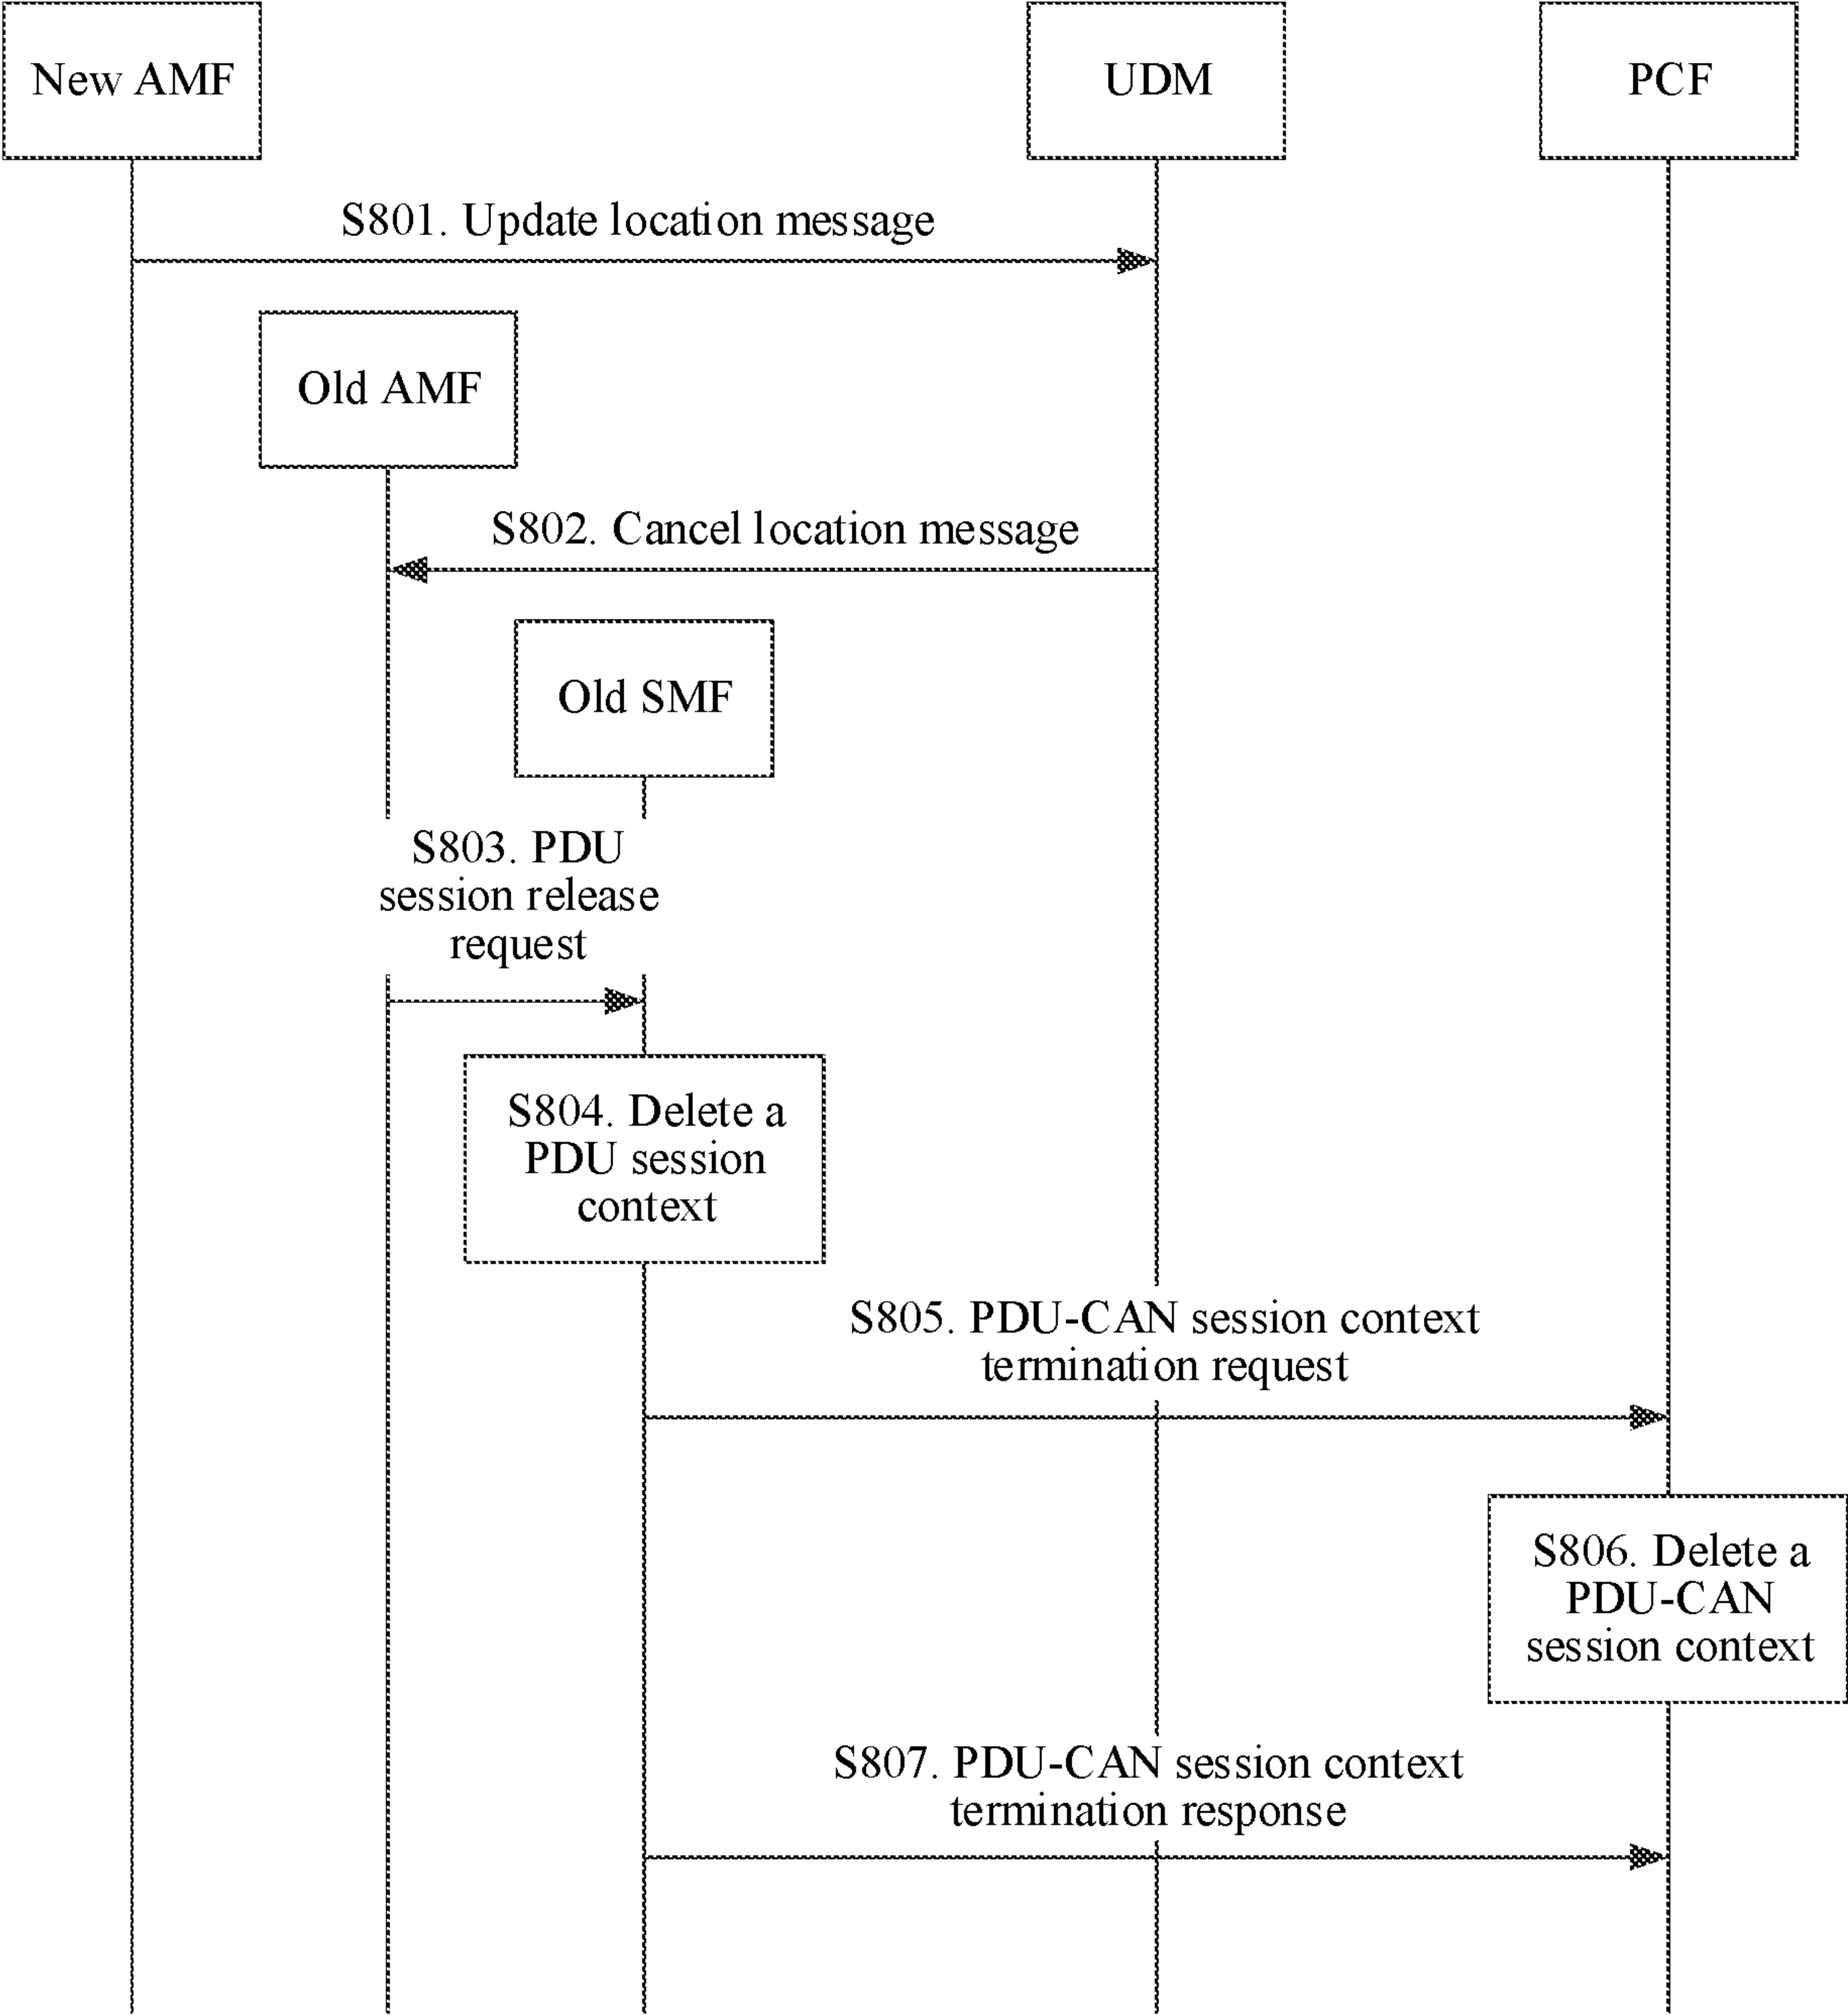 New AMF
UDM
PCF
S801. Update location message
Old AMF
S802. Cancel location message
Old SMF
S803. PDU
session release
request
S804. Delete a
PDU session
context
S805. PDU-CAN session context
termination request
S806. Delete a
PDU-CAN
session context
S807. PDU-CAN session context
termination response